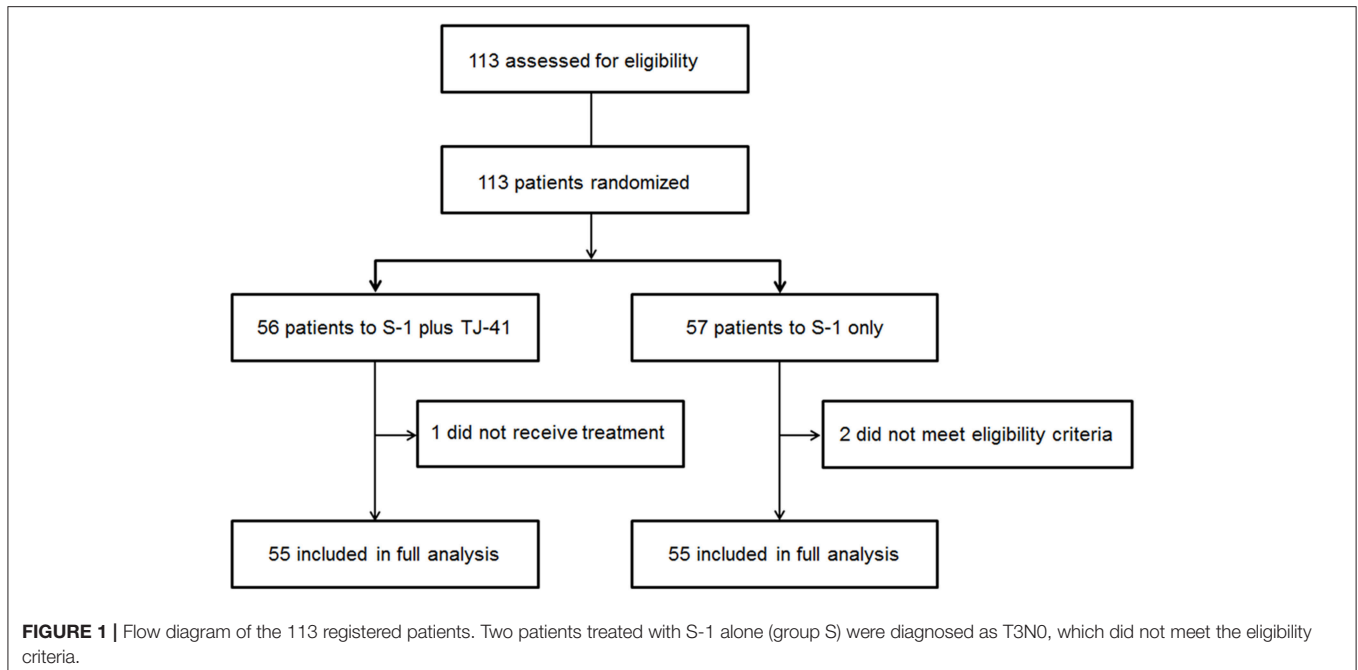 113 assessed for eligibility
113 patients randomized
56 patients to S-1 plus TJ-41
57 patients to S-1 only
1 did not receive treatment
2 did not meet eligibility criteria
55 included in full analysis
55 included in full analysis
FIGURE 1 | Flow diagram of the 113 registered patients. Two patients treated with S-1 alone (group S) were diagnosed as T3N0, which did not meet the eligibility
criteria.